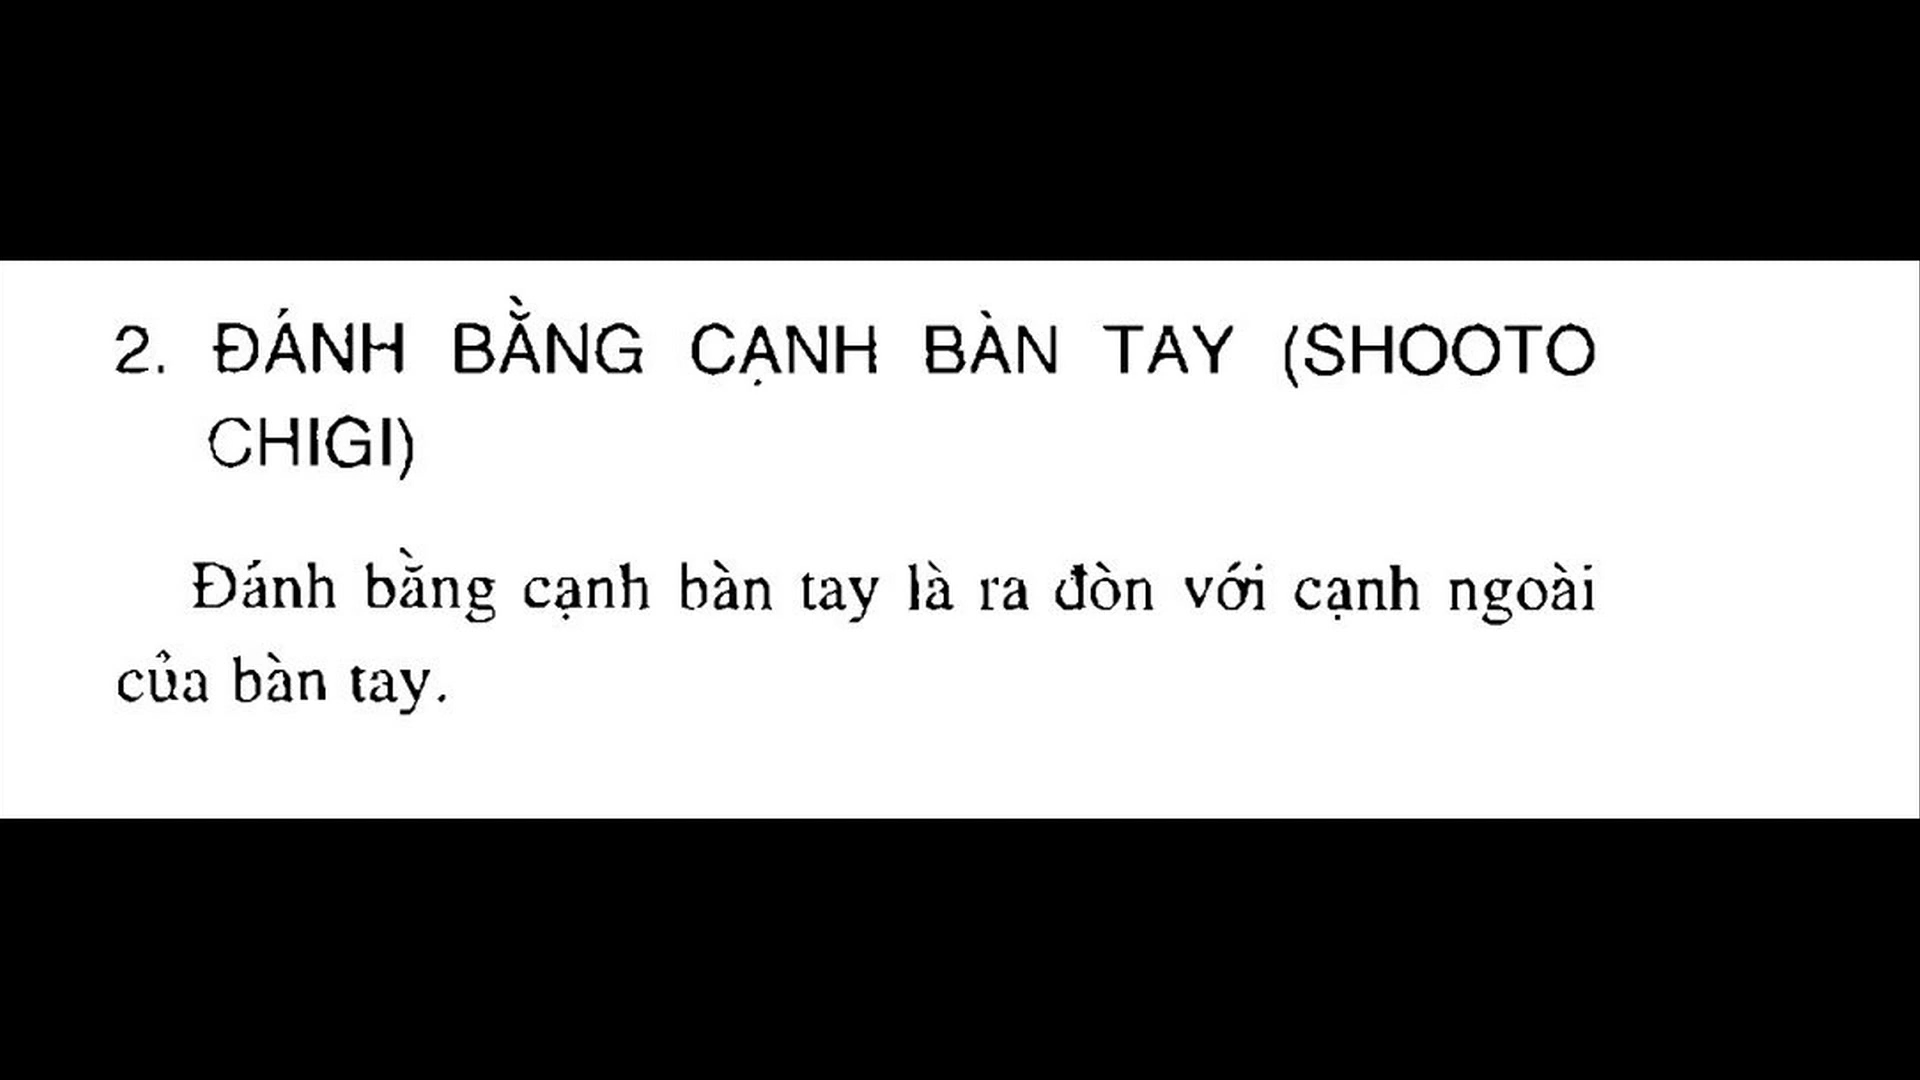 2. ĐÁNH BẰNG CẠNH BÀN TAY (SHOOTO
CHIGI)
Đánh bằng cạnh bàn tay là ra đòn với cạnh ngoài
của bàn tay.